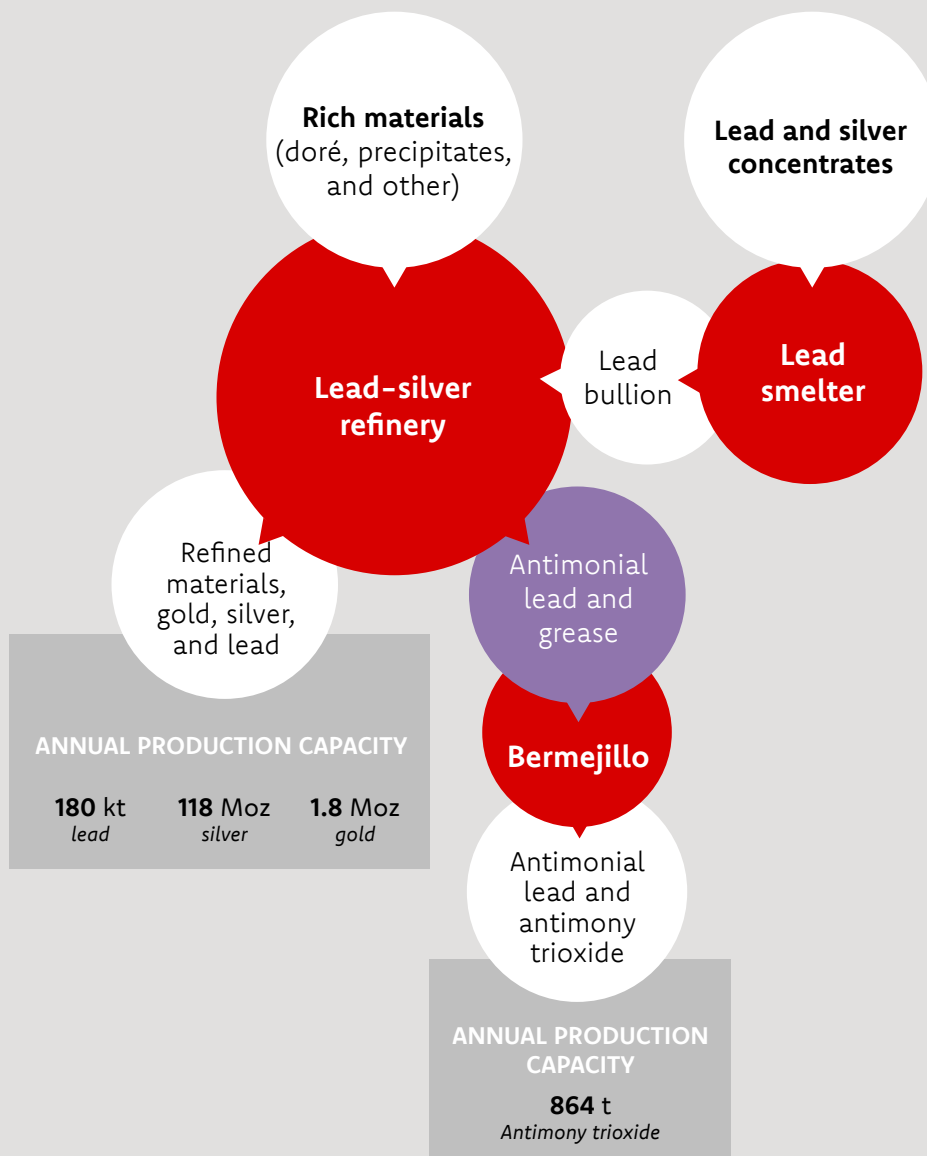 Rich materials
(doré, precipitates,
and other)
Lead and silver
concentrates
Lead–silver
refinery
Lead
bullion
Lead
smelter
Refined
materials,
gold, silver,
and lead
Antimonial
lead and
grease
ANNUAL PRODUCTION CAPACITY
180 kt
lead
118 Moz
silver
1.8 Moz
gold
Bermejillo
Antimonial
lead and
antimony
trioxide
ANNUAL PRODUCTION
CAPACITY
864 t
Antimony trioxide